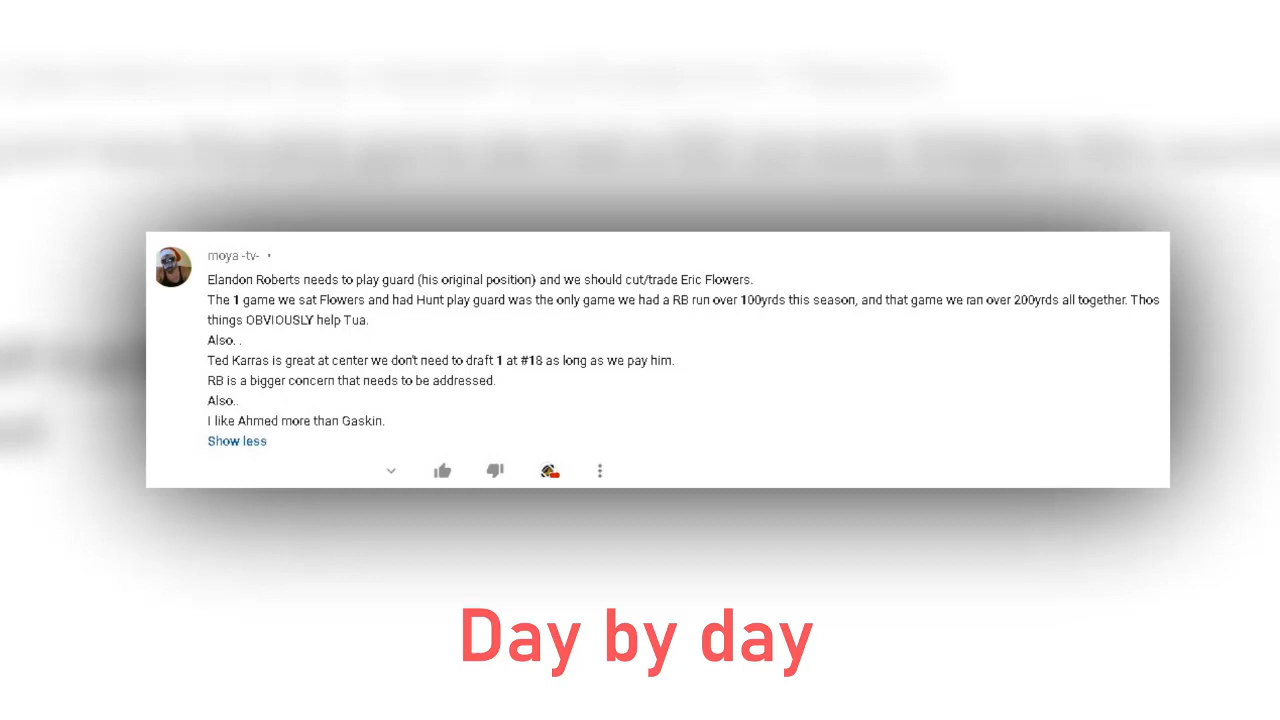 moya -tv- •
Elandon Roberts needs to play guard (his original position) and we should cut/trade Eric Flowers.
The 1 game we sat Flowers and had Hunt play guard was the only game we had a RB run over 100yrds this season, and that game we ran over 200yrds all together. Thos
things OBVIOUSLY help Tua.
Also. .
Ted Karras is great at center we don't need to draft 1 at #18 as long as we pay him.
RB is a bigger concern that needs to be addressed.
Also..
I like Ahmed more than Gaskin.
Show less
Day by day